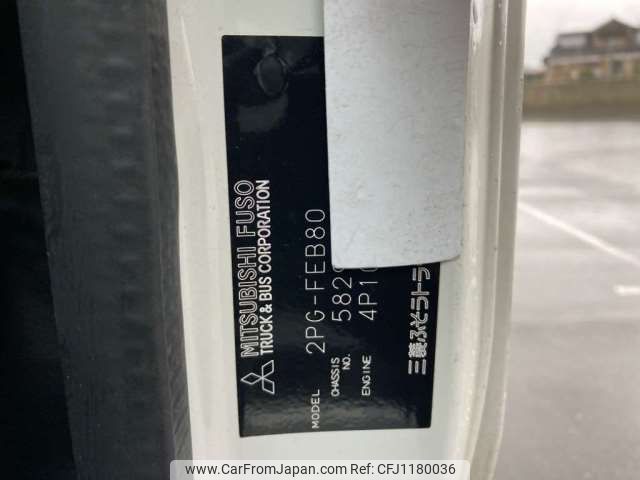 MITSUBISHI FUSO
TRUCK & BUS CORPORATION
MODEL 2PG-FEB80
CHASSIS NO. 582
ENGINE 4P1
三菱ふそうトラ
www.CarFromJapan.com - CFJ1180036